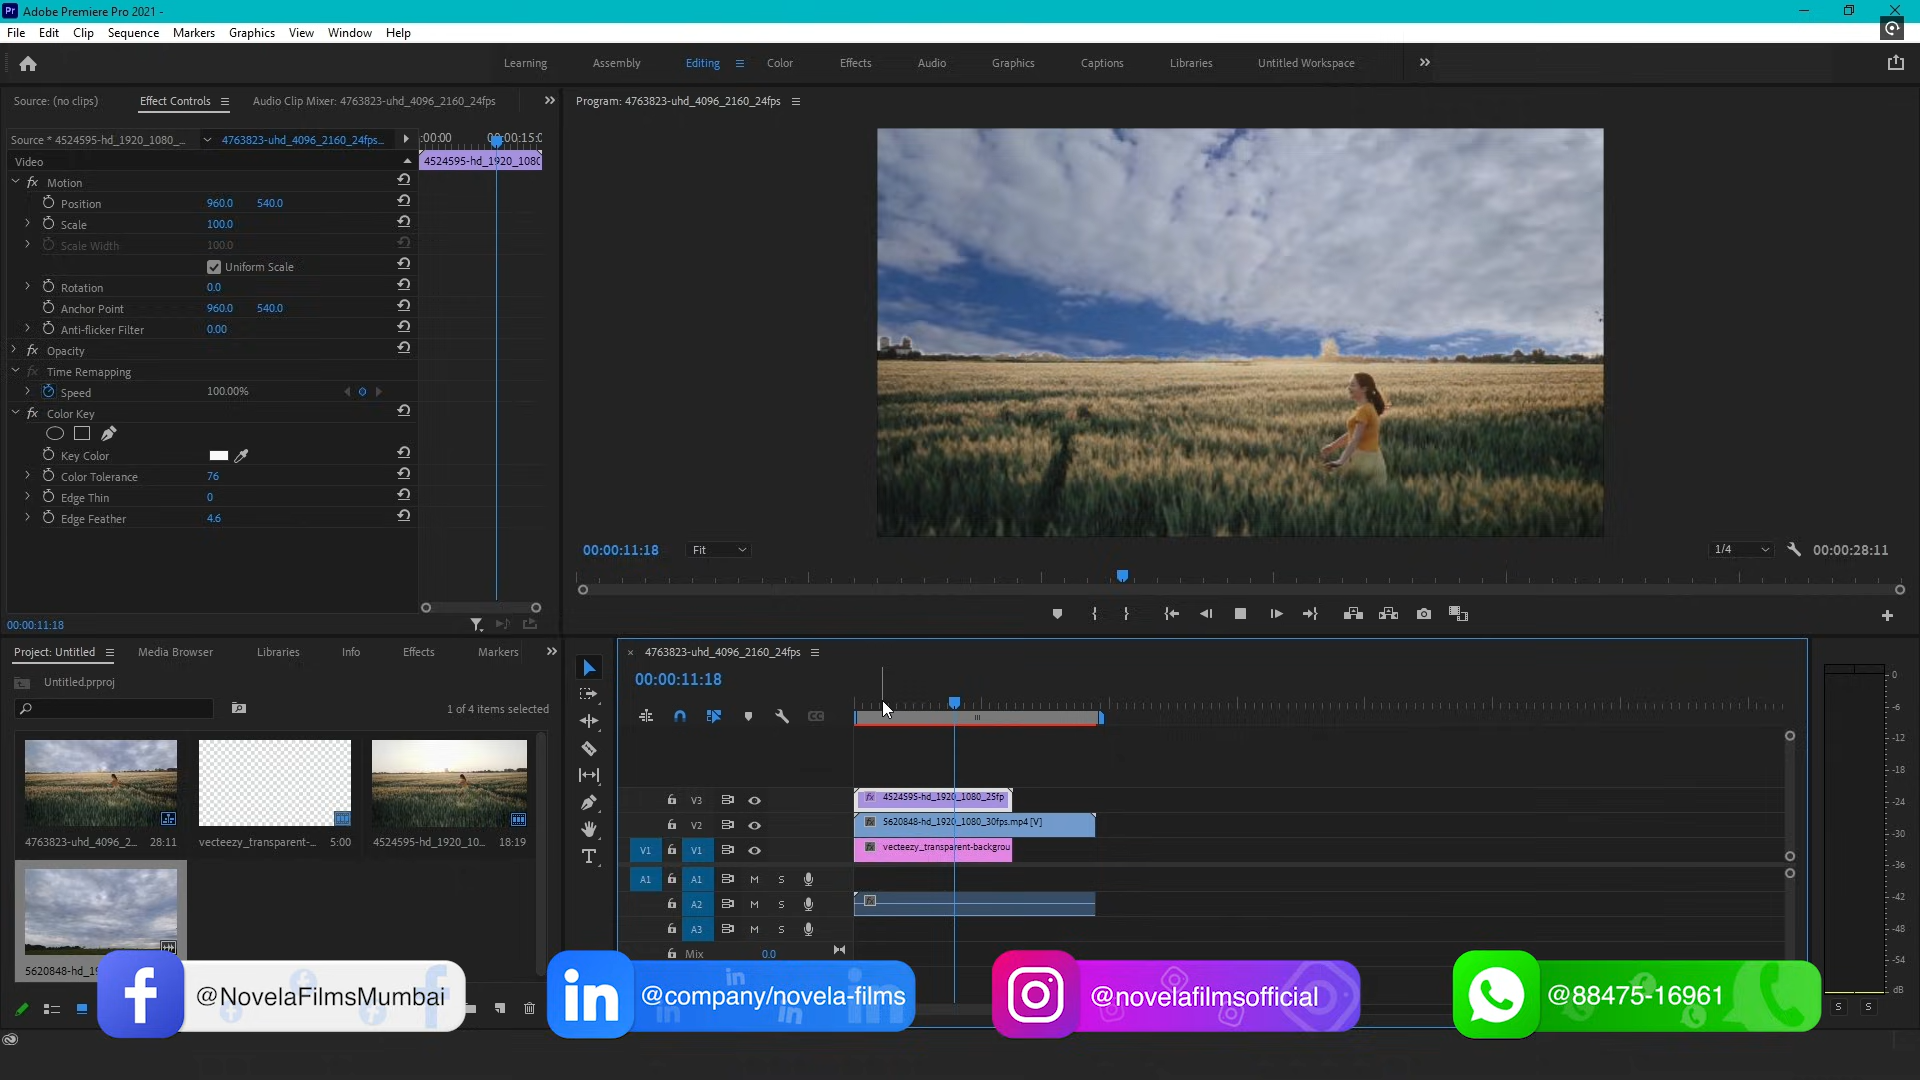 Adobe Premiere Pro 2021 -
File Edit Clip Sequence Markers Graphics View Window Help
Learning Assembly Editing Color Effects Audio Graphics Captions Libraries Untitled Workspace
Source: (no clips) Effect Controls Audio Clip Mixer: 4763823-uhd_4096_2160_24fps
Program: 4763823-uhd_4096_2160_24fps
Source * 4524595-hd_1920_1080_... 4763823-uhd_4096_2160_24fps...
:00:00 00:00:15:0
Video
4524595-hd_1920_1080
fx Motion
Position 960.0 540.0
Scale 100.0
Scale Width 100.0
Uniform Scale
Rotation 0.0
Anchor Point 960.0 540.0
Anti-flicker Filter 0.00
fx Opacity
fx Time Remapping
Speed 100.00%
fx Color Key
Key Color
Color Tolerance 76
Edge Thin 0
Edge Feather 4.6
00:00:11:18
00:00:11:18 Fit 1/4 00:00:28:11
Project: Untitled Media Browser Libraries Info Effects Markers
Untitled.prproj
1 of 4 items selected
4763823-uhd_4096_2... 28:11
vecteezy_transparent-... 5:00
4524595-hd_1920_10... 18:19
5620848-hd_19
4763823-uhd_4096_2160_24fps
00:00:11:18
V3 4524595-hd_1920_1080_25fp
V2 5620848-hd_1920_1080_30fps.mp4 [V]
V1 V1 vecteezy_transparent-backgrou
A1 A1 M S
A2 M S
A3 M S
Mix 0.0
0
-6
-12
-18
-24
-30
-36
-42
-48
-54
dB
S S
@NovelaFilmsMumbai
in @company/novela-films
@novelafilmsofficial
@88475-16961